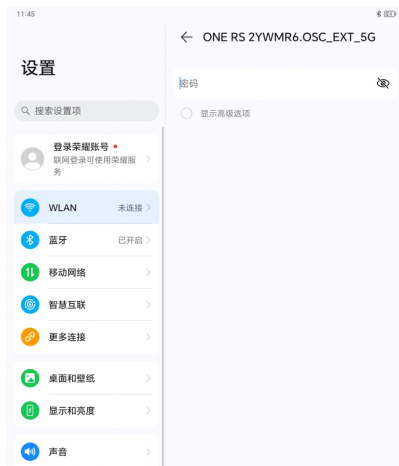 11:45
ONE RS 2YWMR6.OSC_EXT_5G
设置
密码
搜索设置项
显示高级选项
登录荣耀账号
联网登录可使用荣耀服
务
WLAN 未连接
蓝牙 已开启
移动网络
智慧互联
更多连接
桌面和壁纸
显示和亮度
声音